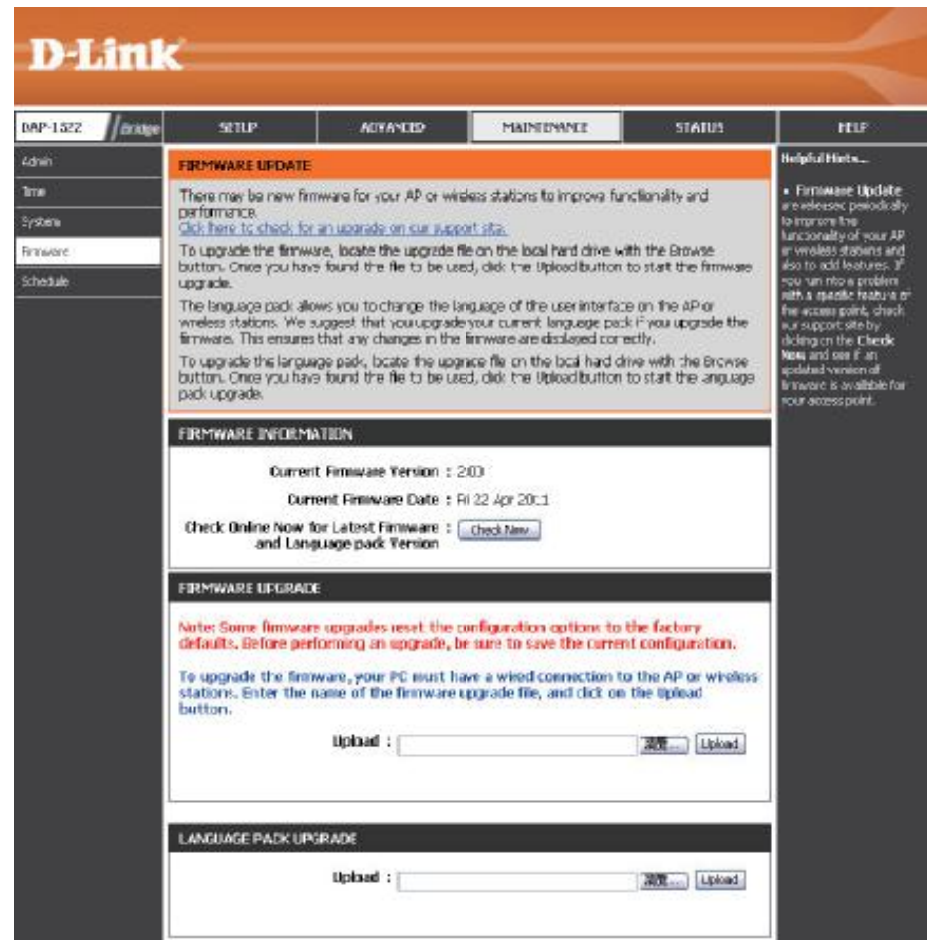 D-Link
DAP-1522 //Bridge SETUP ADVANCED MAINTENANCE STATUS HELP
Admin
Time
System
Firmware
Schedule
FIRMWARE UPDATE
There may be new firmware for your AP or wireless stations to improve functionality and
performance.
Click here to check for an upgrade on our support site.
To upgrade the firmware, locate the upgrade file on the local hard drive with the Browse
button. Once you have found the file to be used, click the Upload button to start the firmware
upgrade.
The language pack allows you to change the language of the user interface on the AP or
wireless stations. We suggest that you upgrade your current language pack if you upgrade the
firmware. This ensures that any changes in the firmware are displayed correctly.
To upgrade the language pack, locate the upgrade file on the local hard drive with the Browse
button. Once you have found the file to be used, click the Upload button to start the language
pack upgrade.
FIRMWARE INFORMATION
Current Firmware Version :
Current Firmware Date : Fri 22 Apr 2011
Check Online Now for Latest Firmware : Check Now
and Language pack Version
FIRMWARE UPGRADE
Note: Some firmware upgrades reset the configuration options to the factory
defaults. Before performing an upgrade, be sure to save the current configuration.
To upgrade the firmware, your PC must have a wired connection to the AP or wireless
stations. Enter the name of the firmware upgrade file, and click on the Upload
button.
Upload : Upload
LANGUAGE PACK UPGRADE
Upload : Upload
Helpful Hints...
• Firmware Update
are released periodically
to improve the
functionality of your AP
or wireless stations and
also to add features. If
you run into a problem
with a specific feature of
the access point, check
our support site by
clicking on the Check
Now and see if an
updated version of
firmware is available for
your access point.